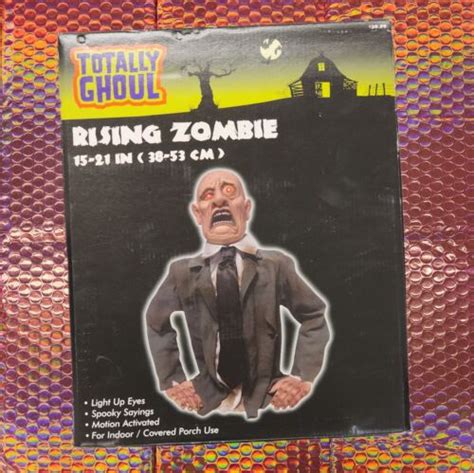 TOTALLY
GHOUL
RISING ZOMBIE
15-21 IN ( 38-53 CM )
• Light Up Eyes
• Spooky Sayings
• Motion Activated
• For Indoor / Covered Porch Use